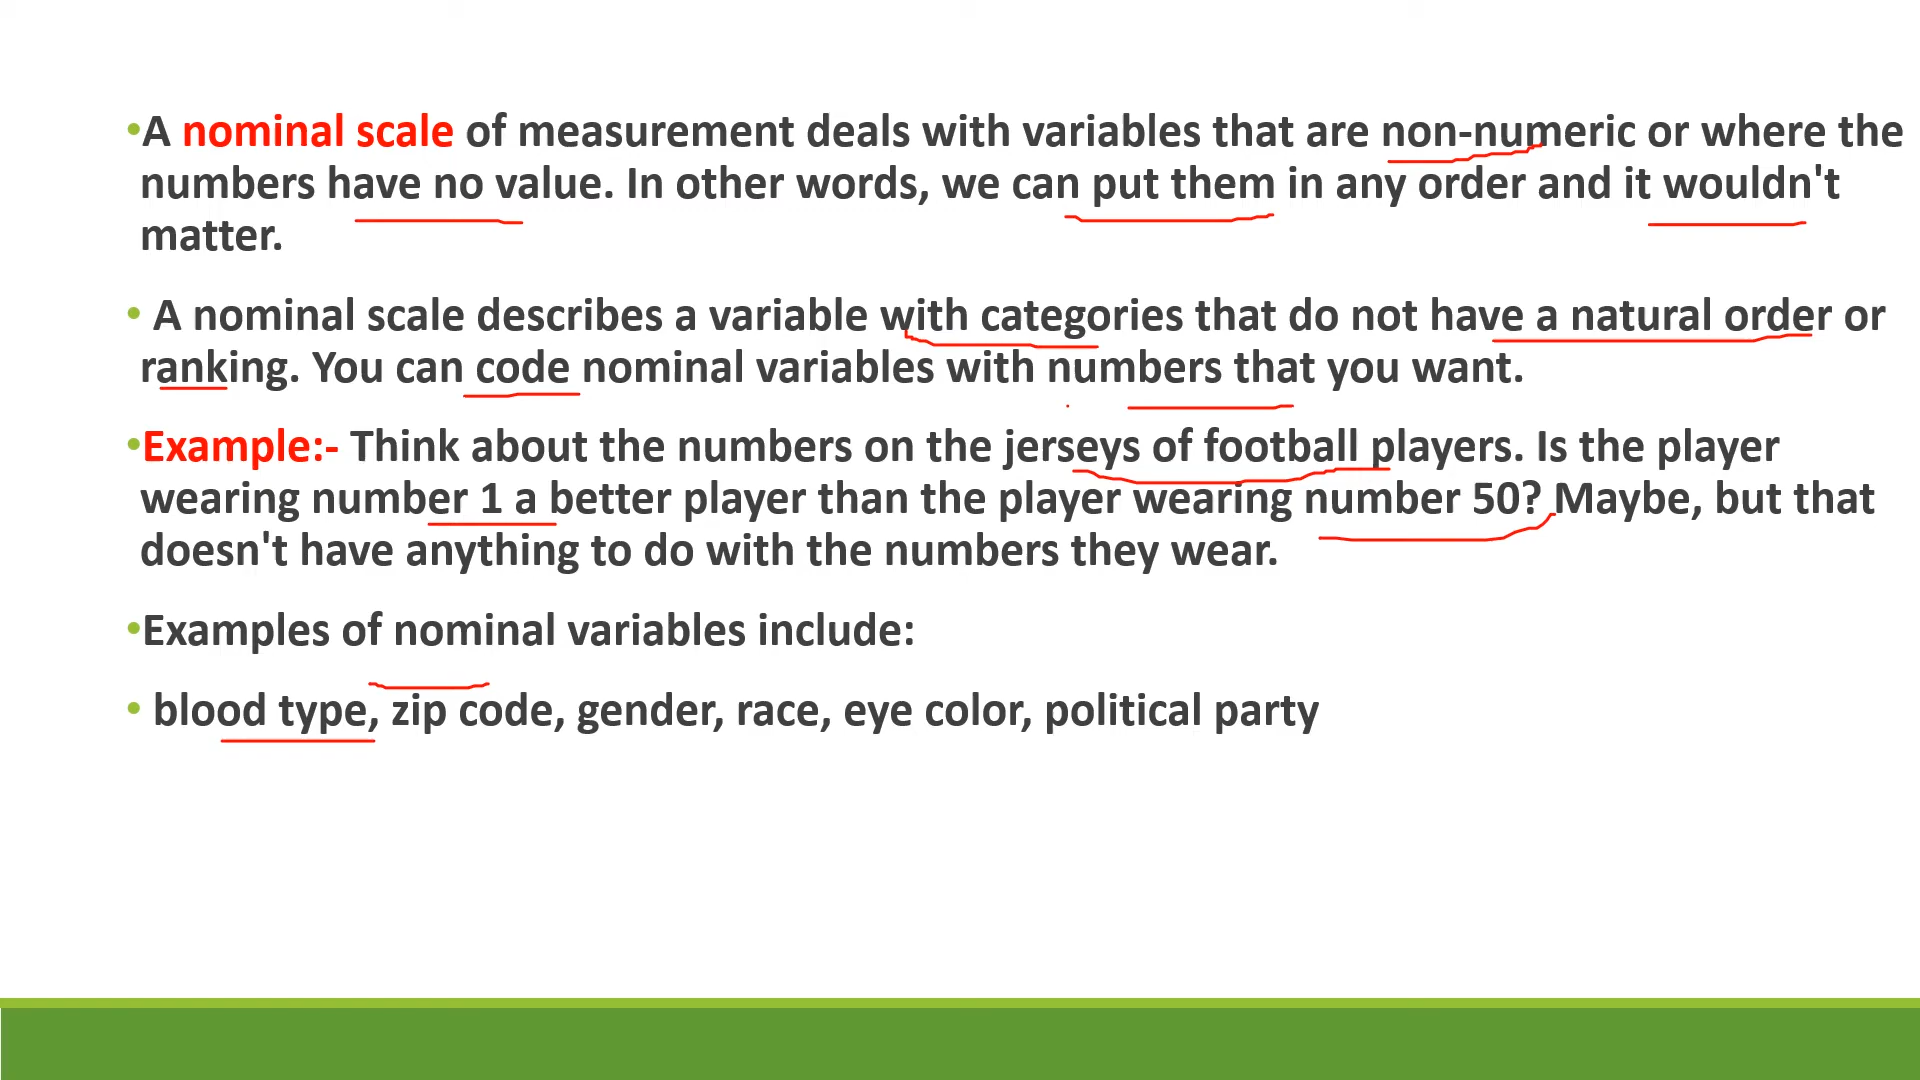 •A nominal scale of measurement deals with variables that are non-numeric or where the
numbers have no value. In other words, we can put them in any order and it wouldn't
matter.
• A nominal scale describes a variable with categories that do not have a natural order or
ranking. You can code nominal variables with numbers that you want.
•Example:- Think about the numbers on the jerseys of football players. Is the player
wearing number 1 a better player than the player wearing number 50? Maybe, but that
doesn't have anything to do with the numbers they wear.
•Examples of nominal variables include:
• blood type, zip code, gender, race, eye color, political party